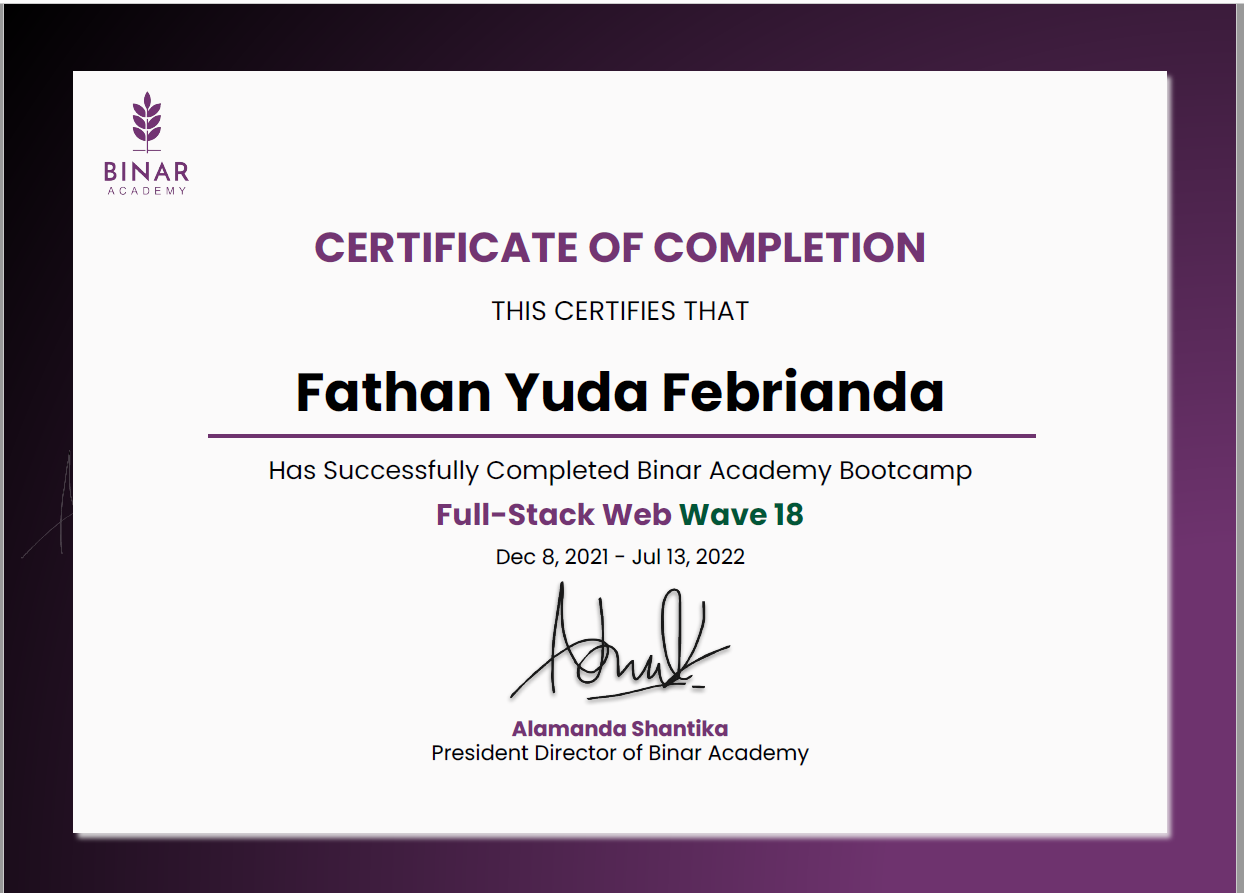 BINAR
ACADEMY
CERTIFICATE OF COMPLETION
THIS CERTIFIES THAT
Fathan Yuda Febrianda
Has Successfully Completed Binar Academy Bootcamp
Full-Stack Web Wave 18
Dec 8, 2021 - Jul 13, 2022
Alamanda Shantika
President Director of Binar Academy